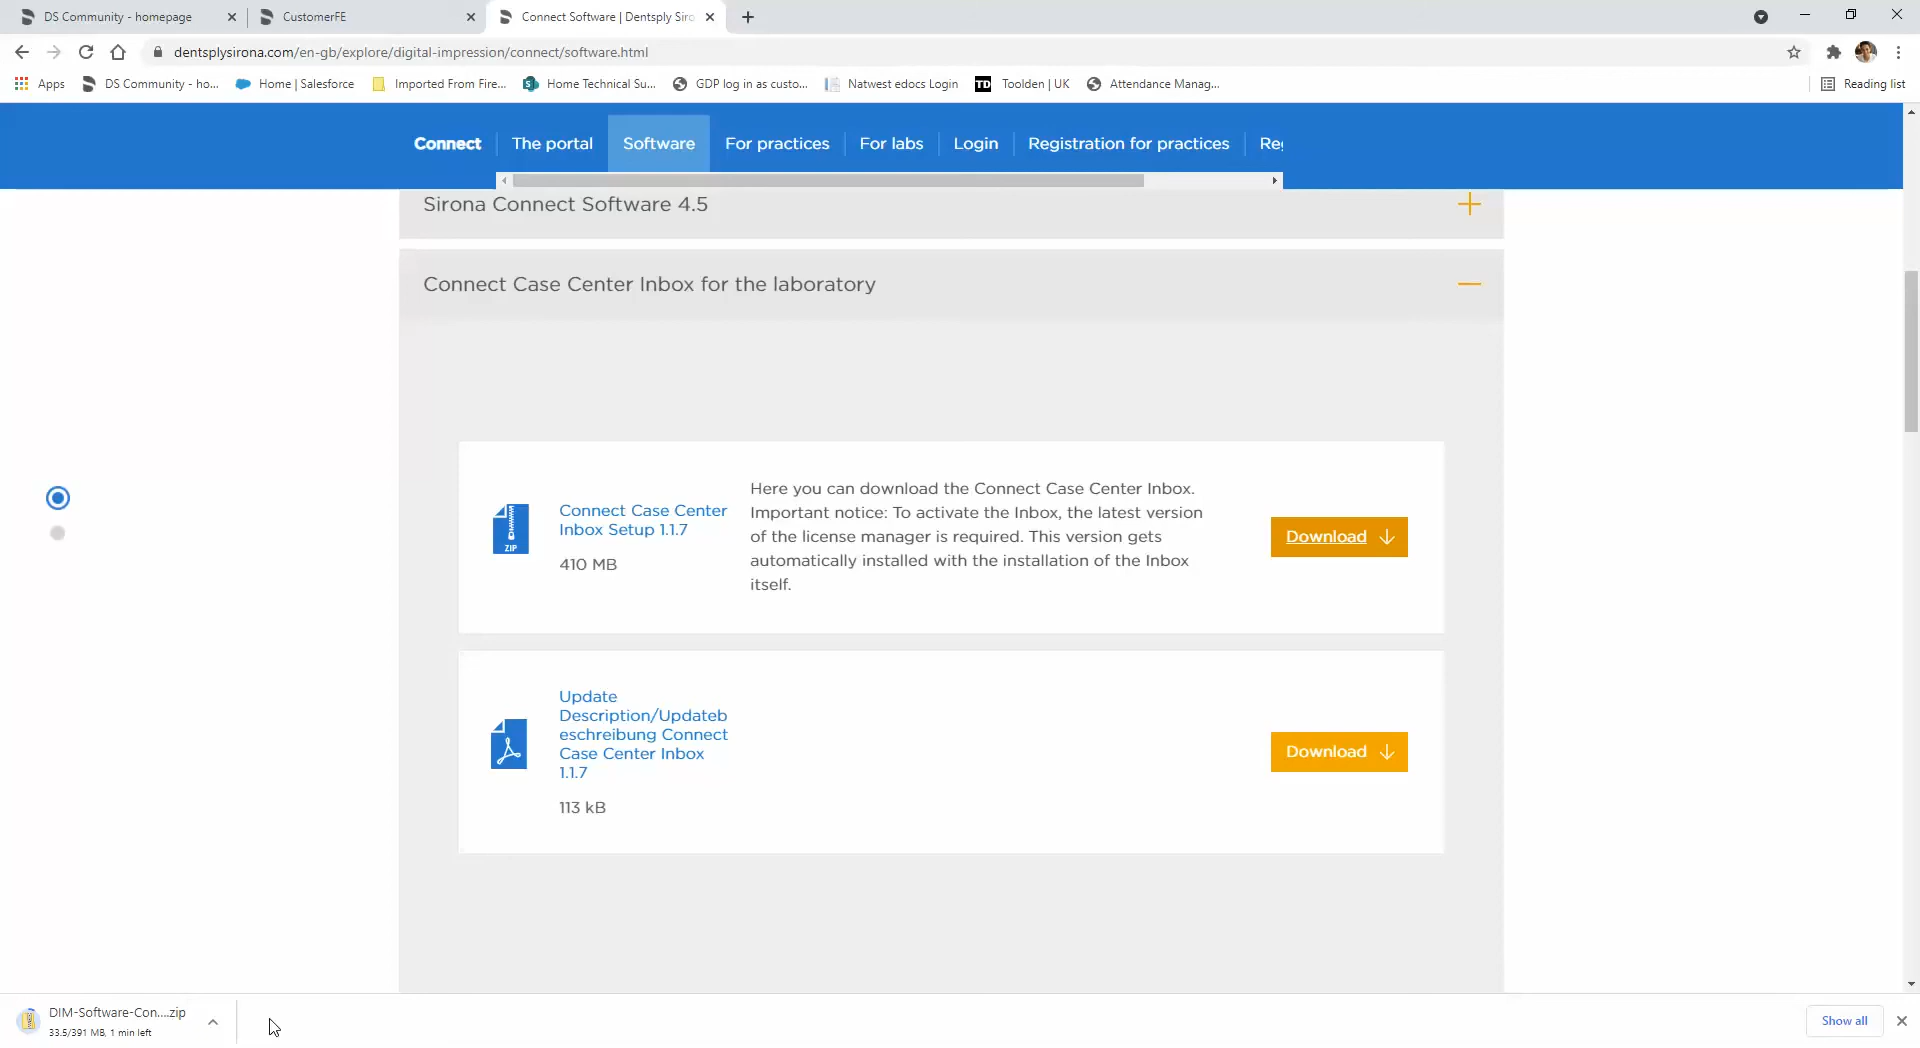 DS Community - homepage
CustomerFE
Connect Software | Dentsply Siro
dentsplysirona.com/en-gb/explore/digital-impression/connect/software.html
Apps
DS Community - ho...
Home | Salesforce
Imported From Fire...
Home Technical Su...
GDP log in as custo...
Natwest edocs Login
TD
Toolden | UK
Attendance Manag...
Reading list
Connect
The portal
Software
For practices
For labs
Login
Registration for practices
Reg
Sirona Connect Software 4.5
Connect Case Center Inbox for the laboratory
ZIP
Connect Case Center
Inbox Setup 1.1.7
410 MB
Here you can download the Connect Case Center Inbox.
Important notice: To activate the Inbox, the latest version
of the license manager is required. This version gets
automatically installed with the installation of the Inbox
itself.
Download
Update
Description/Updateb
eschreibung Connect
Case Center Inbox
1.1.7
113 kB
Download
DIM-Software-Con....zip
33.5/391 MB, 1 min left
Show all